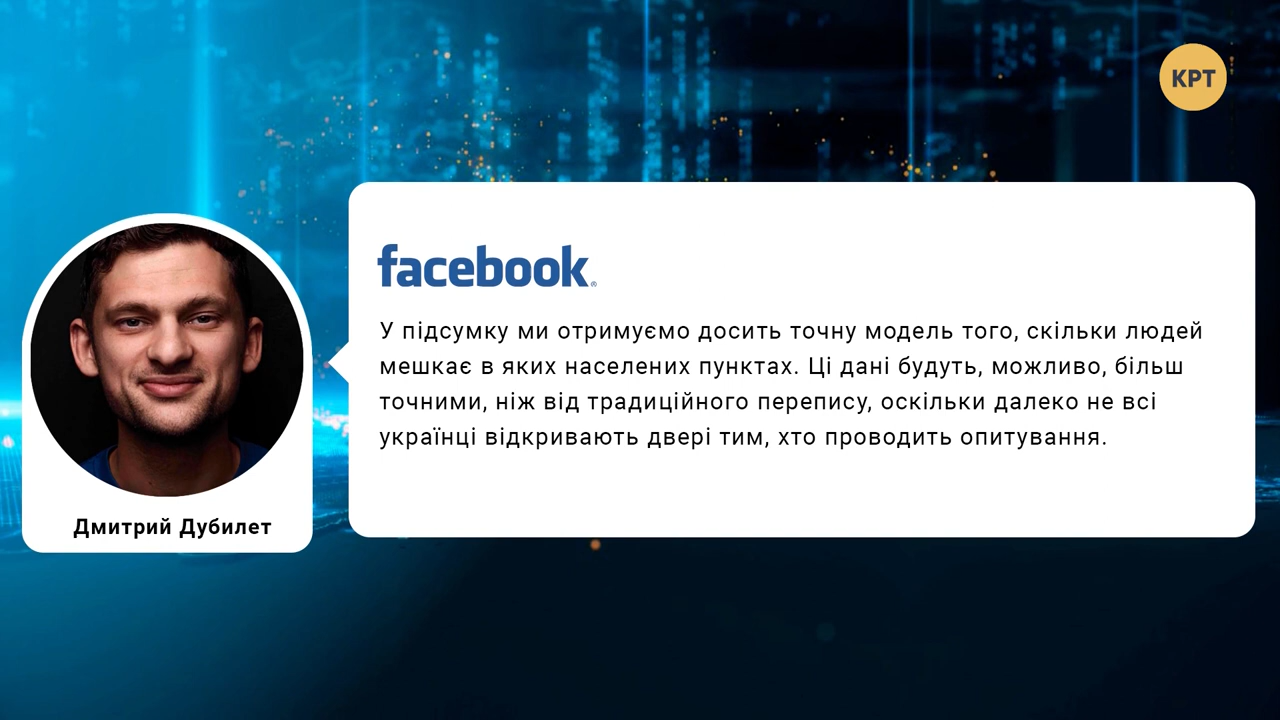 КРТ
facebook®
У підсумку ми отримуємо досить точну модель того, скільки людей
мешкає в яких населених пунктах. Ці дані будуть, можливо, більш
точними, ніж від традиційного перепису, оскільки далеко не всі
українці відкривають двері тим, хто проводить опитування.
Дмитрий Дубилет